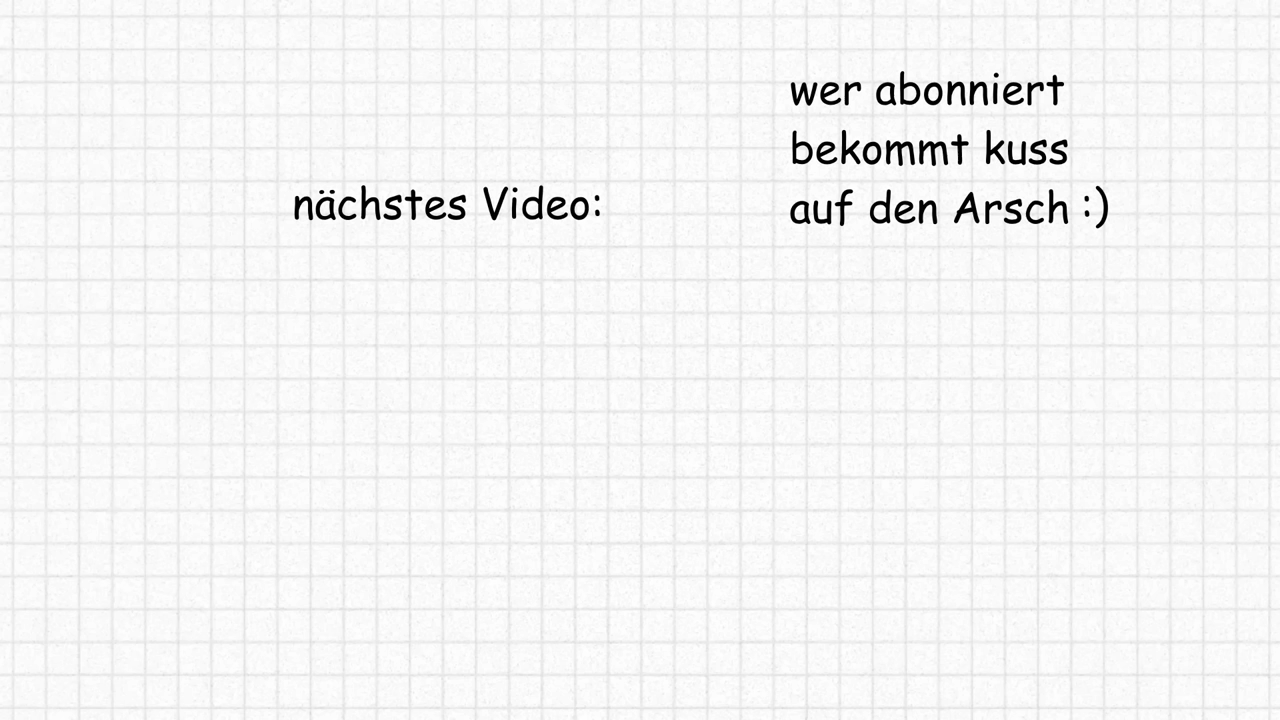 nächstes Video:
wer abonniert
bekommt kuss
auf den Arsch :)